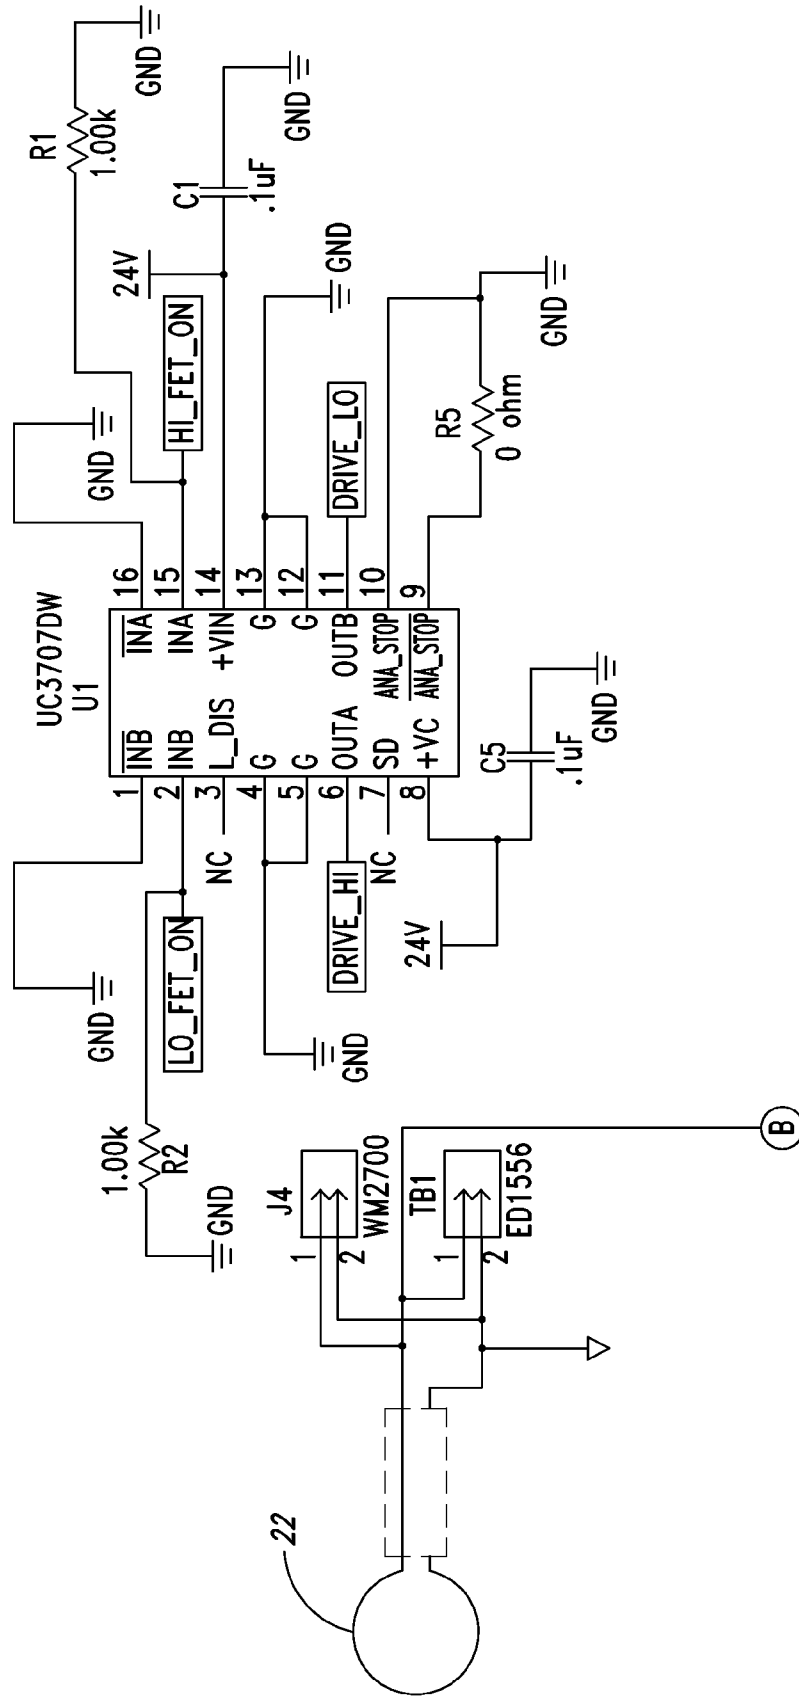 R1
1.00k
GND
C1
.1uF
GND
24V
HI_FET_ON
GND
GND
DRIVE_LO
R5
0 ohm
GND
UC3707DW
U1
16
15
14
13
12
11
10
9
INA
INA
+VIN
G
G
OUTB
ANA_STOP
ANA_STOP
INB
INB
L_DIS
G
G
OUTA
SD
+VC
1
2
3
4
5
6
7
8
NC
NC
LO_FET_ON
DRIVE_HI
24V
C5
.1uF
GND
GND
GND
1.00k
R2
GND
J4
WM2700
1
2
TB1
ED1556
1
2
B
22